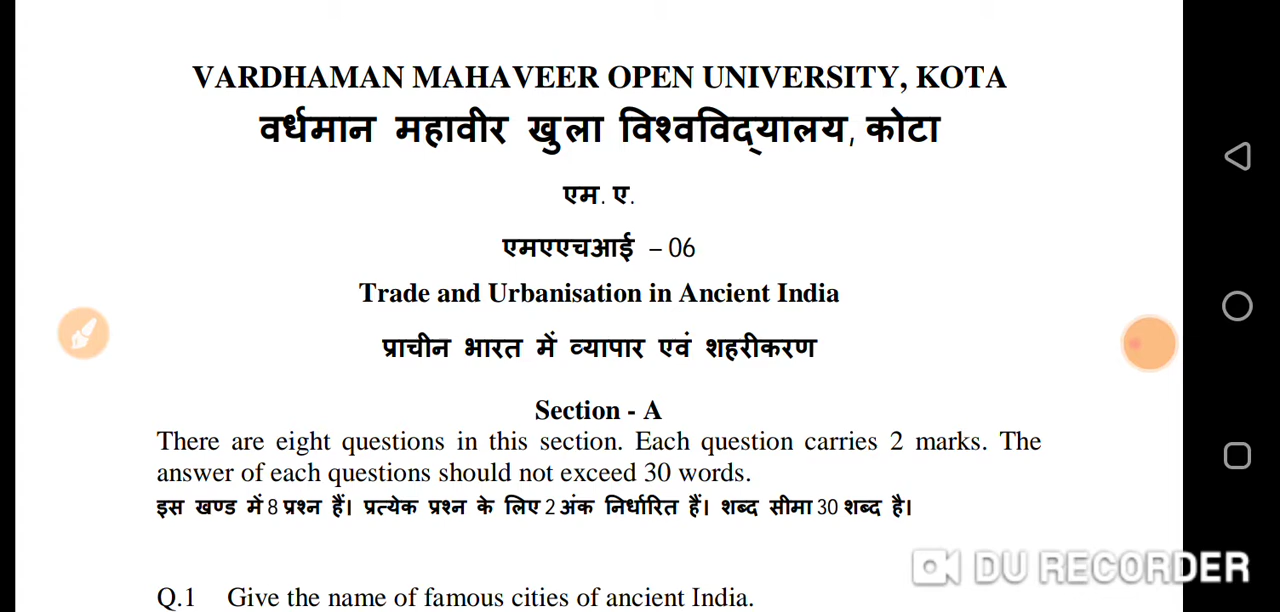 VARDHAMAN MAHAVEER OPEN UNIVERSITY, KOTA
वर्धमान महावीर खुला विश्वविद्यालय, कोटा
एम. ए.
एमएएचआई – 06
Trade and Urbanisation in Ancient India
प्राचीन भारत में व्यापार एवं शहरीकरण
Section - A
There are eight questions in this section. Each question carries 2 marks. The
answer of each questions should not exceed 30 words.
इस खण्ड में 8 प्रश्न हैं। प्रत्येक प्रश्न के लिए 2 अंक निर्धारित हैं। शब्द सीमा 30 शब्द है।
DU RECORDER
Q.1 Give the name of famous cities of ancient India.